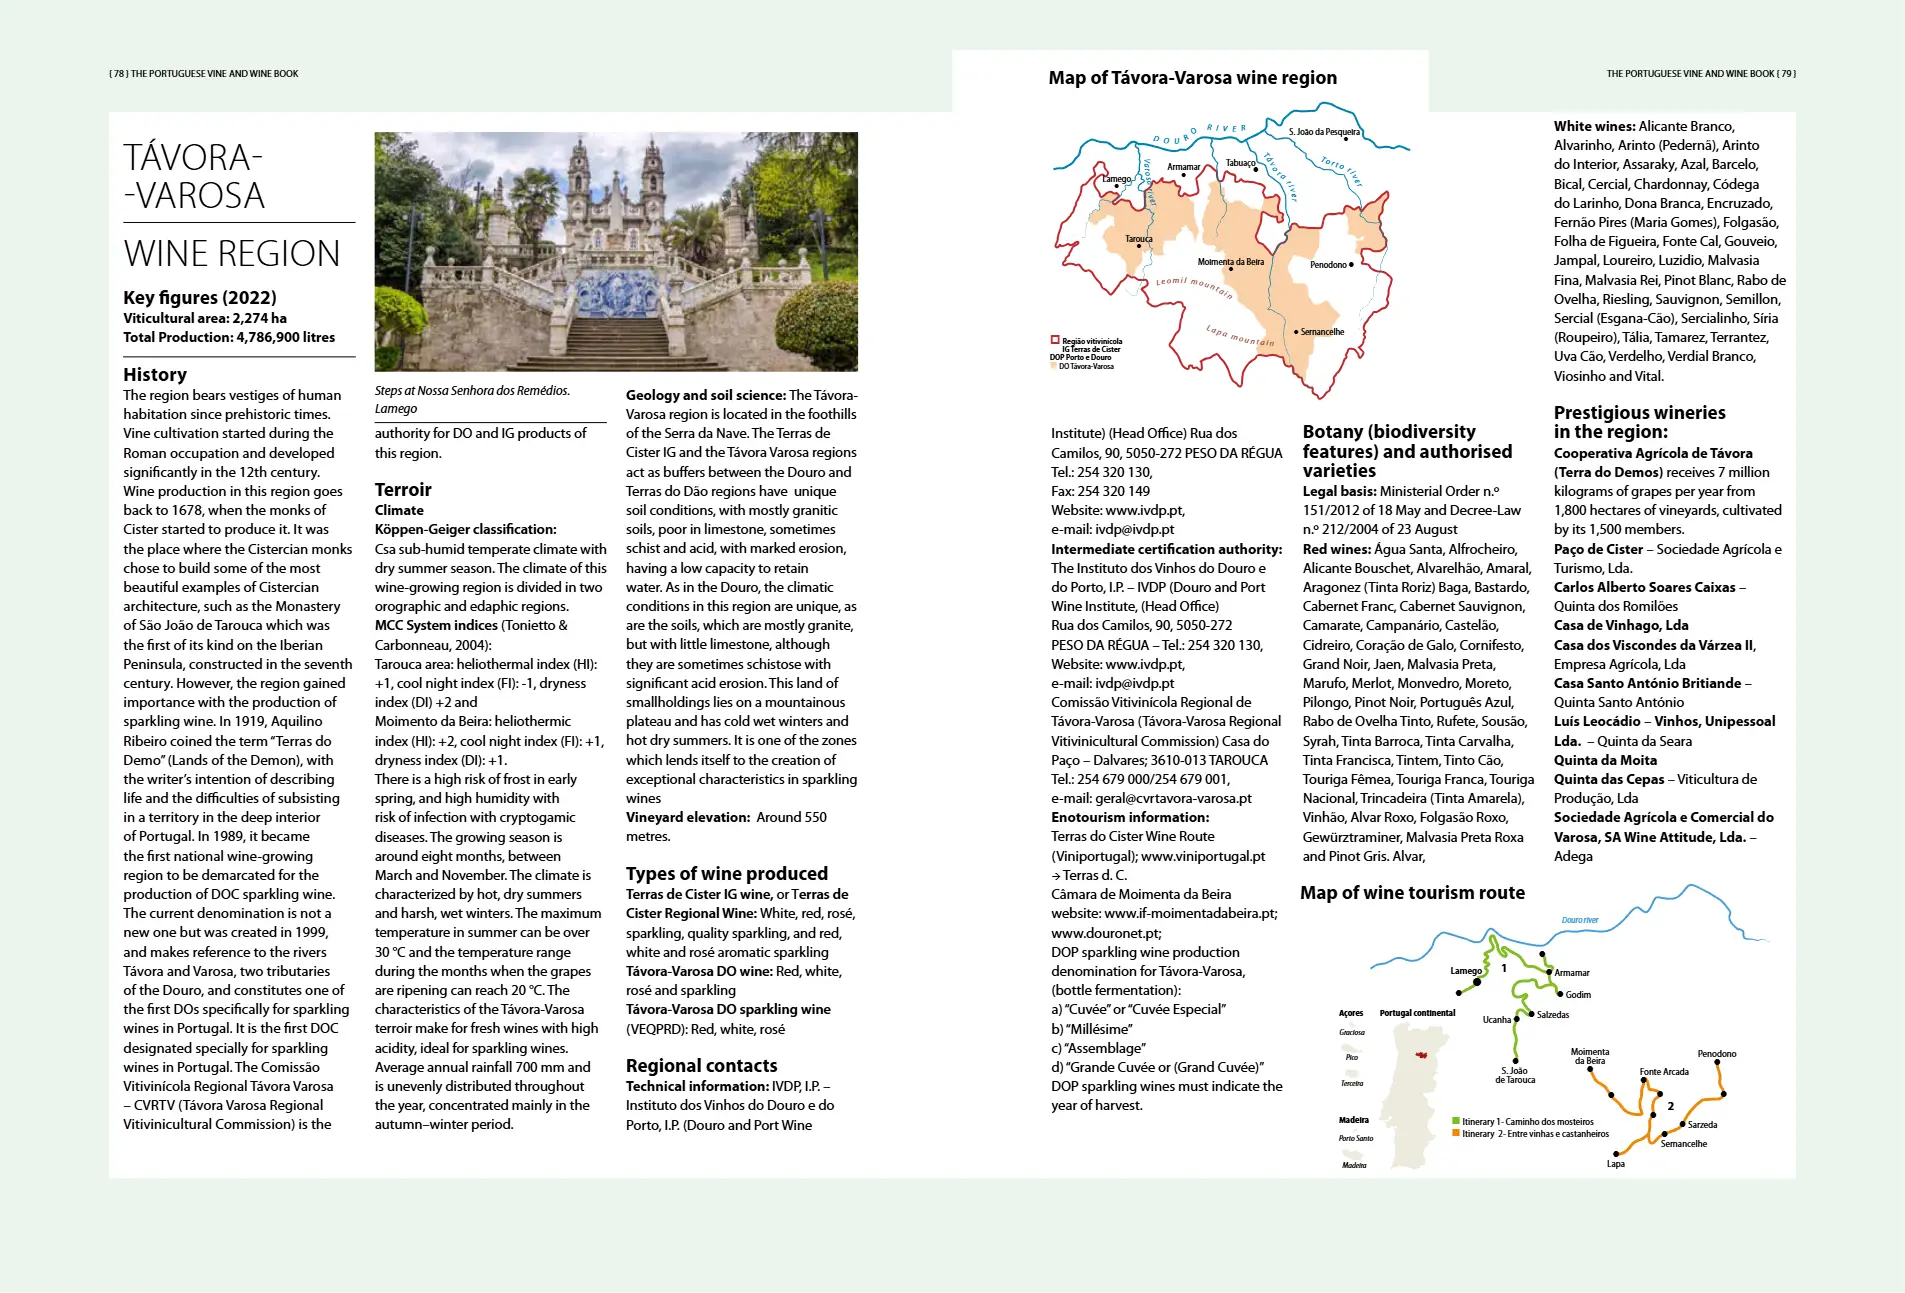 { 78 } THE PORTUGUESE VINE AND WINE BOOK
TÁVORA-
-VAROSA
WINE REGION
Key figures (2022)
Viticultural area: 2,274 ha
Total Production: 4,786,900 litres
History
The region bears vestiges of human
habitation since prehistoric times.
Vine cultivation started during the
Roman occupation and developed
significantly in the 12th century.
Wine production in this region goes
back to 1678, when the monks of
Cister started to produce it. It was
the place where the Cistercian monks
chose to build some of the most
beautiful examples of Cistercian
architecture, such as the Monastery
of São João de Tarouca which was
the first of its kind on the Iberian
Peninsula, constructed in the seventh
century. However, the region gained
importance with the production of
sparkling wine. In 1919, Aquilino
Ribeiro coined the term “Terras do
Demo” (Lands of the Demon), with
the writer’s intention of describing
life and the difficulties of subsisting
in a territory in the deep interior
of Portugal. In 1989, it became
the first national wine-growing
region to be demarcated for the
production of DOC sparkling wine.
The current denomination is not a
new one but was created in 1999,
and makes reference to the rivers
Távora and Varosa, two tributaries
of the Douro, and constitutes one of
the first DOs specifically for sparkling
wines in Portugal. It is the first DOC
designated specially for sparkling
wines in Portugal. The Comissão
Vitivinícola Regional Távora Varosa
– CVRTV (Távora Varosa Regional
Vitivinicultural Commission) is the
Steps at Nossa Senhora dos Remédios.
Lamego
authority for DO and IG products of
this region.
Terroir
Climate
Köppen-Geiger classification:
Csa sub-humid temperate climate with
dry summer season. The climate of this
wine-growing region is divided in two
orographic and edaphic regions.
MCC System indices (Tonietto &
Carbonneau, 2004):
Tarouca area: heliothermal index (HI):
+1, cool night index (FI): -1, dryness
index (DI) +2 and
Moimento da Beira: heliothermic
index (HI): +2, cool night index (FI): +1,
dryness index (DI): +1.
There is a high risk of frost in early
spring, and high humidity with
risk of infection with cryptogamic
diseases. The growing season is
around eight months, between
March and November. The climate is
characterized by hot, dry summers
and harsh, wet winters. The maximum
temperature in summer can be over
30 °C and the temperature range
during the months when the grapes
are ripening can reach 20 °C. The
characteristics of the Távora-Varosa
terroir make for fresh wines with high
acidity, ideal for sparkling wines.
Average annual rainfall 700 mm and
is unevenly distributed throughout
the year, concentrated mainly in the
autumn–winter period.
Geology and soil science: The Távora-
Varosa region is located in the foothills
of the Serra da Nave. The Terras de
Cister IG and the Távora Varosa regions
act as buffers between the Douro and
Terras do Dão regions have unique
soil conditions, with mostly granitic
soils, poor in limestone, sometimes
schist and acid, with marked erosion,
having a low capacity to retain
water. As in the Douro, the climatic
conditions in this region are unique, as
are the soils, which are mostly granite,
but with little limestone, although
they are sometimes schistose with
significant acid erosion. This land of
smallholdings lies on a mountainous
plateau and has cold wet winters and
hot dry summers. It is one of the zones
which lends itself to the creation of
exceptional characteristics in sparkling
wines
Vineyard elevation: Around 550
metres.
Types of wine produced
Terras de Cister IG wine, or Terras de
Cister Regional Wine: White, red, rosé,
sparkling, quality sparkling, and red,
white and rosé aromatic sparkling
Távora-Varosa DO wine: Red, white,
rosé and sparkling
Távora-Varosa DO sparkling wine
(VEQPRD): Red, white, rosé
Regional contacts
Technical information: IVDP, I.P. –
Instituto dos Vinhos do Douro e do
Porto, I.P. (Douro and Port Wine
THE PORTUGUESE VINE AND WINE BOOK { 79 }
Map of Távora-Varosa wine region
DOURO RIVER
S. João da Pesqueira
Armamar
Tabuaço
Lamego
Varosa river
Távora river
Torto river
Tarouca
Moimenta da Beira
Penodono
Leomil mountain
Lapa mountain
Sernancelhe
Região vitivinícola
IG Terras de Cister
DOP Porto e Douro
DO Távora-Varosa
Institute) (Head Office) Rua dos
Camilos, 90, 5050-272 PESO DA RÉGUA
Tel.: 254 320 130,
Fax: 254 320 149
Website: www.ivdp.pt,
e-mail: ivdp@ivdp.pt
Intermediate certification authority:
The Instituto dos Vinhos do Douro e
do Porto, I.P. – IVDP (Douro and Port
Wine Institute, (Head Office)
Rua dos Camilos, 90, 5050-272
PESO DA RÉGUA – Tel.: 254 320 130,
Website: www.ivdp.pt,
e-mail: ivdp@ivdp.pt
Comissão Vitivinícola Regional de
Távora-Varosa (Távora-Varosa Regional
Vitivinicultural Commission) Casa do
Paço – Dalvares; 3610-013 TAROUCA
Tel.: 254 679 000/254 679 001,
e-mail: geral@cvrtavora-varosa.pt
Enotourism information:
Terras do Cister Wine Route
(Viniportugal); www.viniportugal.pt
→ Terras d. C.
Câmara de Moimenta da Beira
website: www.if-moimentadabeira.pt;
www.douronet.pt;
DOP sparkling wine production
denomination for Távora-Varosa,
(bottle fermentation):
a) “Cuvée” or “Cuvée Especial”
b) “Millésime”
c) “Assemblage”
d) “Grande Cuvée or (Grand Cuvée)”
DOP sparkling wines must indicate the
year of harvest.
Botany (biodiversity
features) and authorised
varieties
Legal basis: Ministerial Order n.º
151/2012 of 18 May and Decree-Law
n.º 212/2004 of 23 August
Red wines: Água Santa, Alfrocheiro,
Alicante Bouschet, Alvarelhão, Amaral,
Aragonez (Tinta Roriz) Baga, Bastardo,
Cabernet Franc, Cabernet Sauvignon,
Camarate, Campanário, Castelão,
Cidreiro, Coração de Galo, Cornifesto,
Grand Noir, Jaen, Malvasia Preta,
Marufo, Merlot, Monvedro, Moreto,
Pilongo, Pinot Noir, Português Azul,
Rabo de Ovelha Tinto, Rufete, Sousão,
Syrah, Tinta Barroca, Tinta Carvalha,
Tinta Francisca, Tintem, Tinto Cão,
Touriga Fêmea, Touriga Franca, Touriga
Nacional, Trincadeira (Tinta Amarela),
Vinhão, Alvar Roxo, Folgasão Roxo,
Gewürztraminer, Malvasia Preta Roxa
and Pinot Gris. Alvar,
White wines: Alicante Branco,
Alvarinho, Arinto (Pedernã), Arinto
do Interior, Assaraky, Azal, Barcelo,
Bical, Cercial, Chardonnay, Códega
do Larinho, Dona Branca, Encruzado,
Fernão Pires (Maria Gomes), Folgasão,
Folha de Figueira, Fonte Cal, Gouveio,
Jampal, Loureiro, Luzidio, Malvasia
Fina, Malvasia Rei, Pinot Blanc, Rabo de
Ovelha, Riesling, Sauvignon, Semillon,
Sercial (Esgana-Cão), Sercialinho, Síria
(Roupeiro), Tália, Tamarez, Terrantez,
Uva Cão, Verdelho, Verdial Branco,
Viosinho and Vital.
Prestigious wineries
in the region:
Cooperativa Agrícola de Távora
(Terra do Demos) receives 7 million
kilograms of grapes per year from
1,800 hectares of vineyards, cultivated
by its 1,500 members.
Paço de Cister – Sociedade Agrícola e
Turismo, Lda.
Carlos Alberto Soares Caixas –
Quinta dos Romilões
Casa de Vinhago, Lda
Casa dos Viscondes da Várzea II,
Empresa Agrícola, Lda
Casa Santo António Britiande –
Quinta Santo António
Luís Leocádio – Vinhos, Unipessoal
Lda. – Quinta da Seara
Quinta da Moita
Quinta das Cepas – Viticultura de
Produção, Lda
Sociedade Agrícola e Comercial do
Varosa, SA Wine Attitude, Lda. –
Adega
Map of wine tourism route
Douro river
Lamego
1
Armamar
Godim
Salzedas
Ucanha
S. João
de Tarouca
Açores
Portugal continental
Graciosa
Pico
Terceira
Madeira
Porto Santo
Madeira
Moimenta
da Beira
Fonte Arcada
Penodono
2
Sarzeda
Sernancelhe
Lapa
Itinerary 1- Caminho dos mosteiros
Itinerary 2- Entre vinhas e castanheiros